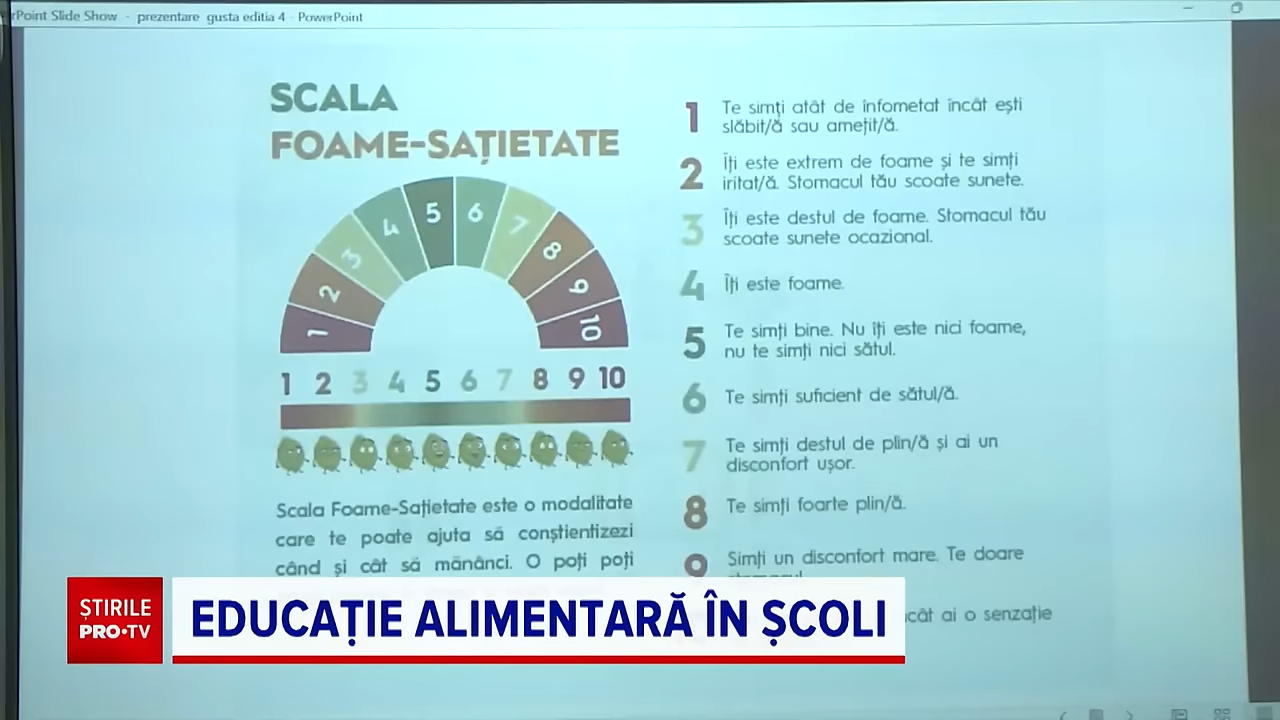 Point Slide Show - prezentare gusta editia 4 - PowerPoint
SCALA
FOAME-SAȚIETATE
1 2 3 4 5 6 7 8 9 10
1 2 3 4 5 6 7 8 9 10
Scala Foame-Sațietate este o modalitate
care te poate ajuta să conștientizezi
când și cât să mănânci. O poți poți
1 Te simți atât de înfometat încât ești
slăbit/ă sau amețit/ă.
2 Îți este extrem de foame și te simți
iritat/ă. Stomacul tău scoate sunete.
3 Îți este destul de foame. Stomacul tău
scoate sunete ocazional.
4 Îți este foame.
5 Te simți bine. Nu îți este nici foame,
nu te simți nici sătul.
6 Te simți suficient de sătul/ă.
7 Te simți destul de plin/ă și ai un
disconfort ușor.
8 Te simți foarte plin/ă.
9 Simți un disconfort mare. Te doare
ai o senzație
ȘTIRILE
PRO•TV
EDUCAȚIE ALIMENTARĂ ÎN ȘCOLI